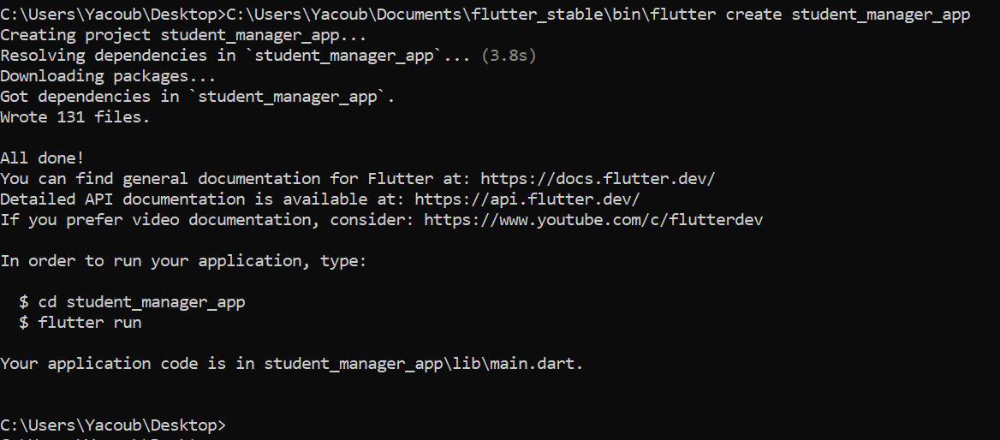 C:\Users\Yacoub\Desktop>C:\Users\Yacoub\Documents\flutter_stable\bin\flutter create student_manager_app
Creating project student_manager_app...
Resolving dependencies in `student_manager_app`... (3.8s)
Downloading packages...
Got dependencies in `student_manager_app`.
Wrote 131 files.

All done!
You can find general documentation for Flutter at: https://docs.flutter.dev/
Detailed API documentation is available at: https://api.flutter.dev/
If you prefer video documentation, consider: https://www.youtube.com/c/flutterdev

In order to run your application, type:

  $ cd student_manager_app
  $ flutter run

Your application code is in student_manager_app\lib\main.dart.


C:\Users\Yacoub\Desktop>